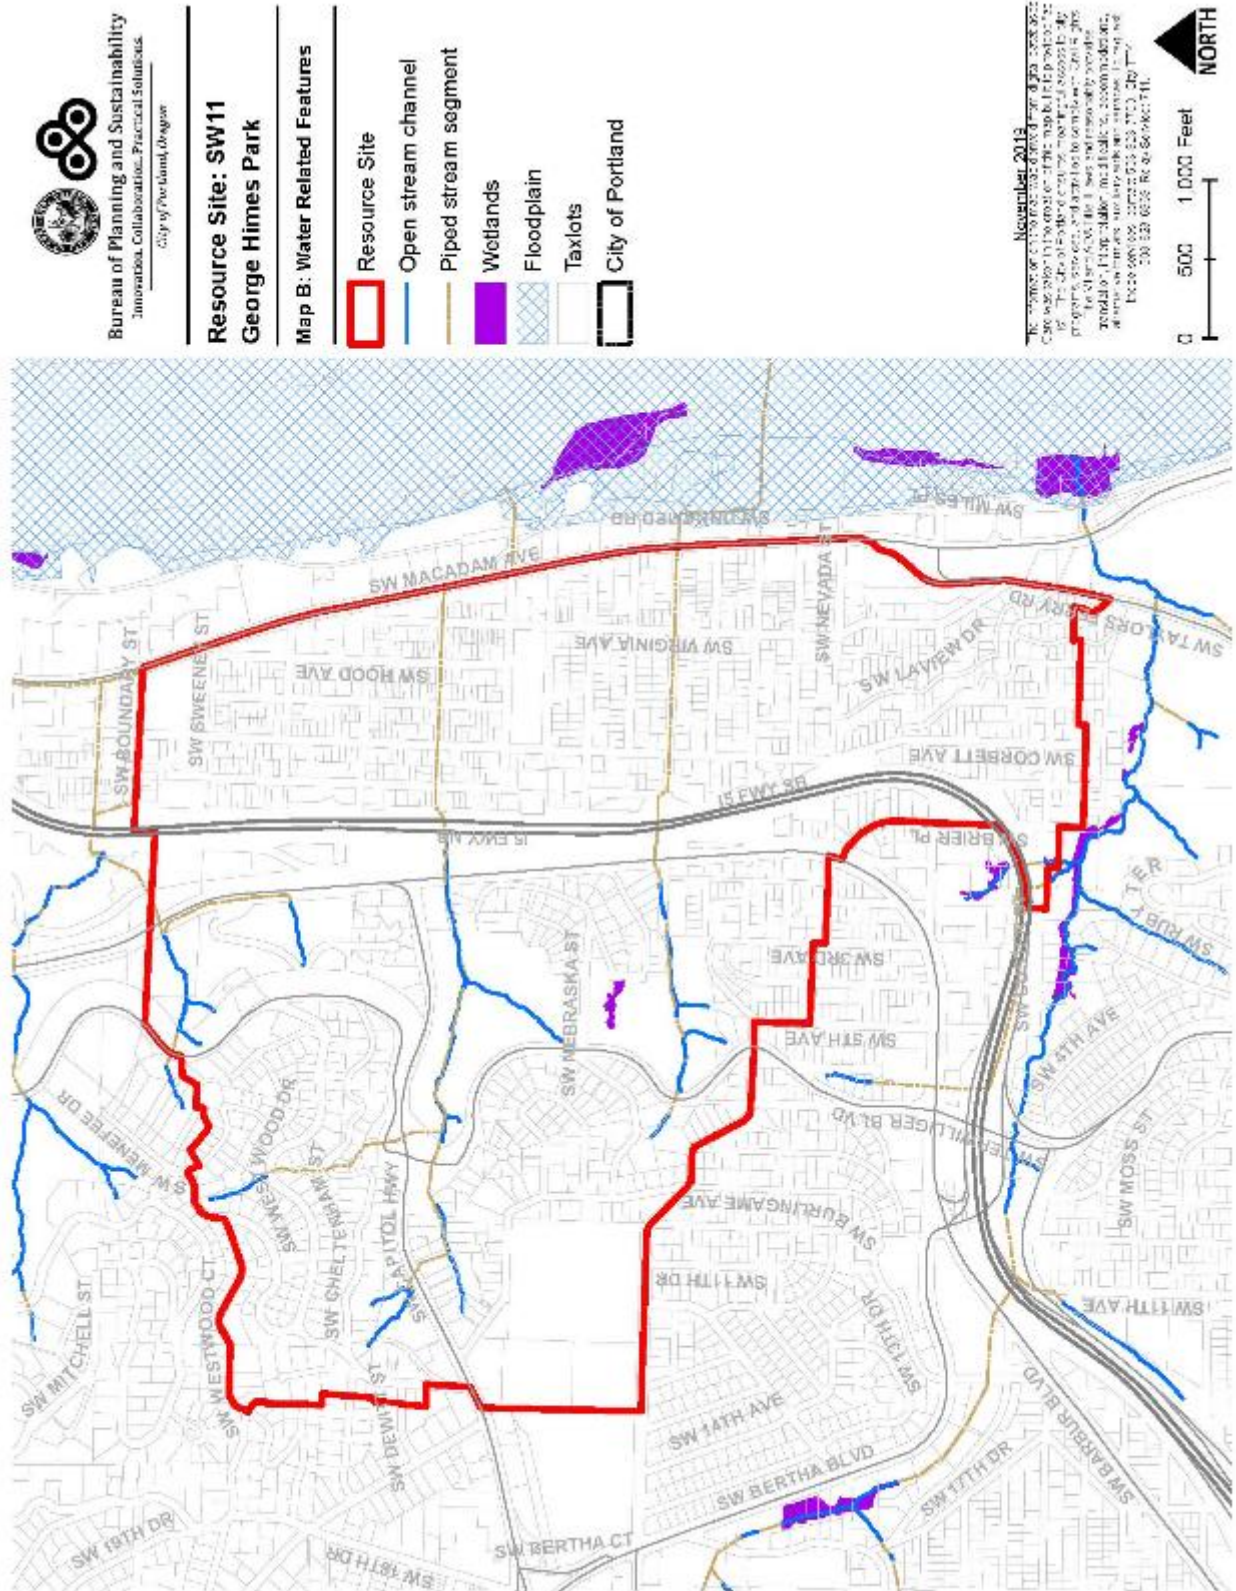 Bureau of Planning and Sustainability
Innovation. Collaboration. Practical Solutions.
City of Portland, Oregon
Resource Site: SW11
George Himes Park
Map B: Water Related Features
Resource Site
Open stream channel
Piped stream segment
Wetlands
Floodplain
Taxlots
City of Portland
November 2019
0 500 1 000 Feet
NORTH
SW BOUNDARY ST
SW SWEENEY ST
SW MACADAM AVE
SW HOOD AVE
SW VIRGINIA AVE
SW NEVADA ST
SW MILES PL
SW LAVIEW DR
SW TAYLORS FERRY RD
SW CORBETT AVE
I5 FWY SB
I5 FWY NB
SW BRIER PL
SW RUBY TER
SW 3RD AVE
SW NEBRASKA ST
SW 5TH AVE
SW 4TH AVE
SW TERWILLIGER BLVD
SW MENEFEE DR
SW WESTWOOD DR
SW CHELTENHAM ST
SW CAPITOL HWY
SW BURLINGAME AVE
SW MOSS ST
SW MITCHELL ST
SW WESTWOOD CT
SW 11TH DR
SW 13TH DR
SW 11TH AVE
SW DEWITT ST
SW 14TH AVE
SW BERTHA BLVD
SW BARBUR BLVD
SW 17TH DR
SW 19TH DR
SW 18TH DR
SW BERTHA CT